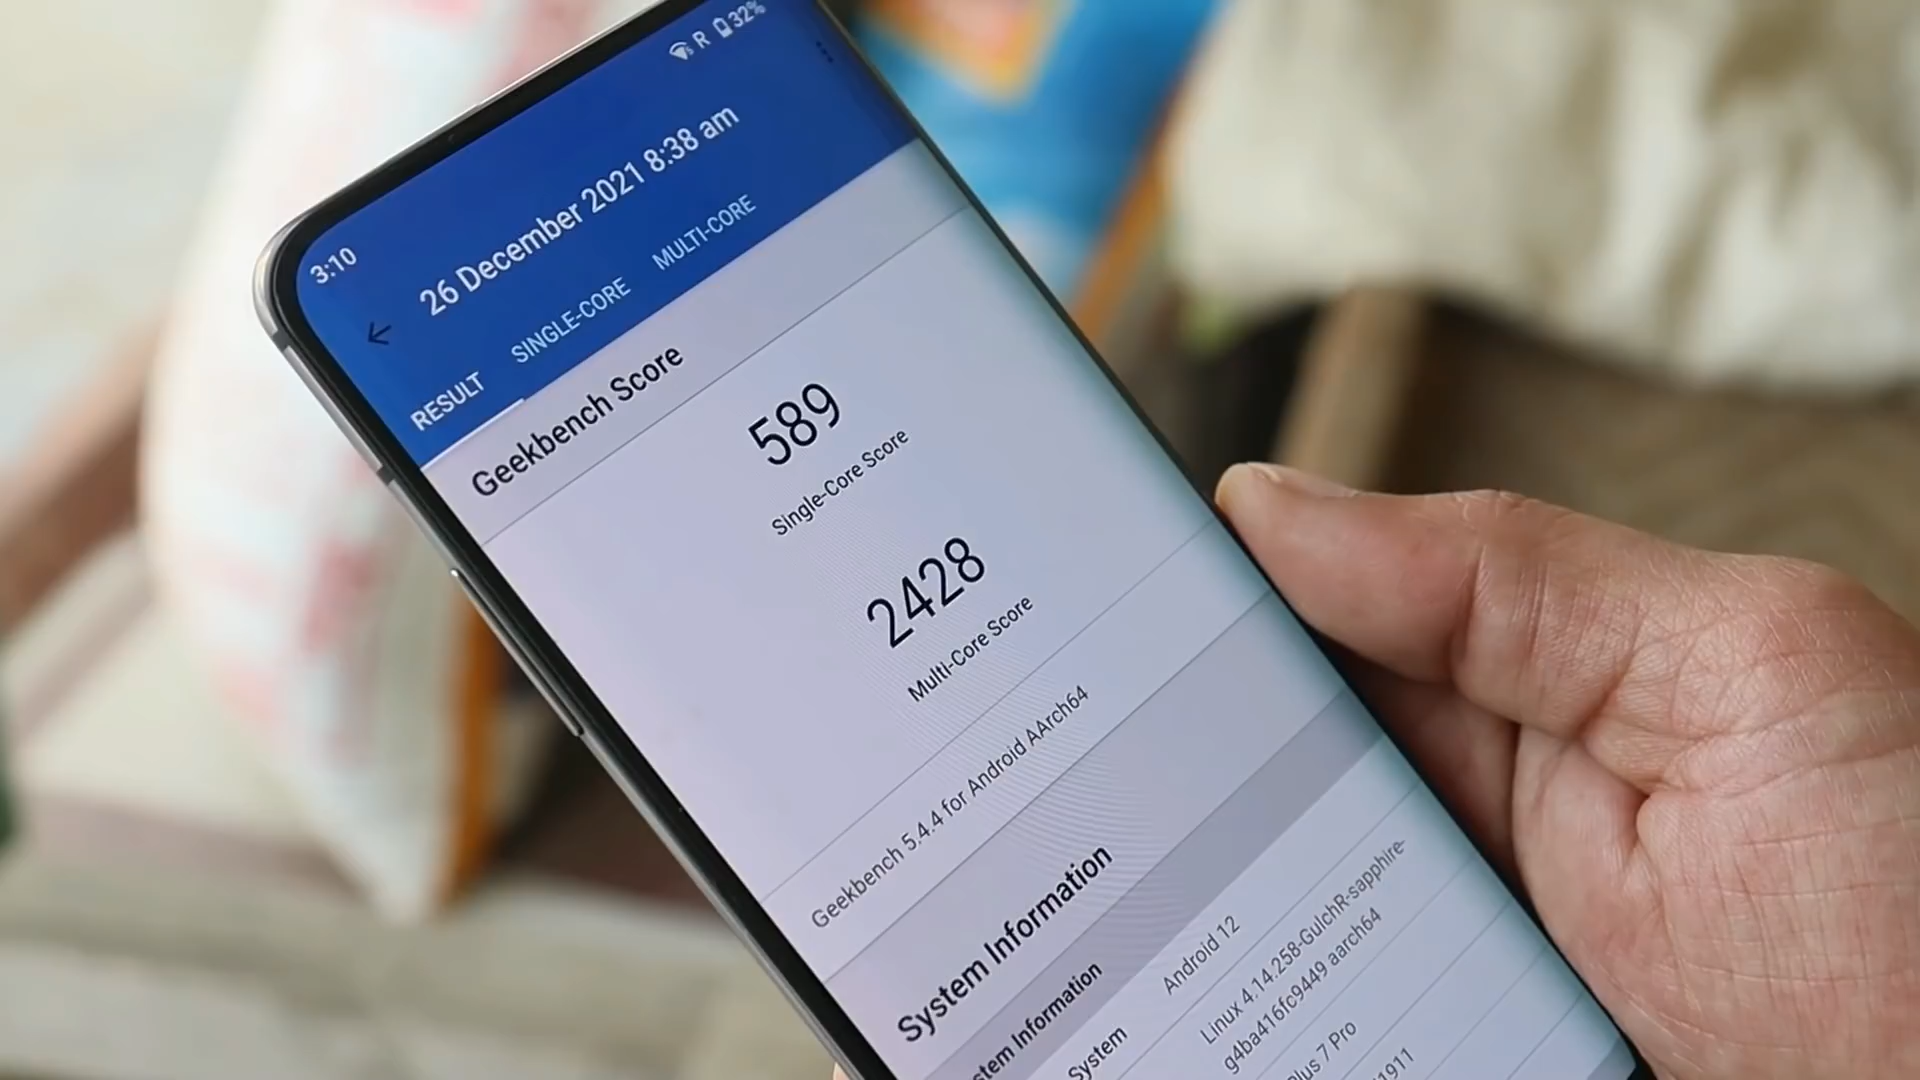 3:10 R 32%
26 December 2021 8:38 am
RESULT SINGLE-CORE MULTI-CORE
Geekbench Score
589
Single-Core Score
2428
Multi-Core Score
Geekbench 5.4.4 for Android AArch64
System Information
tem Information
System Android 12
Linux 4.14.258-GulchR-sapphire-
g4ba416fc9449 aarch64
Plus 7 Pro
1911